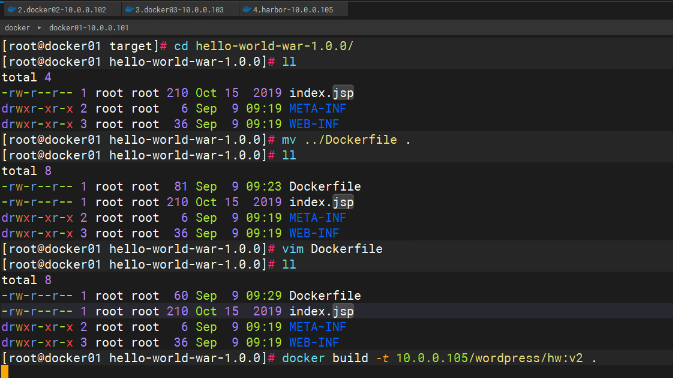 2.docker02-10.0.0.102 3.docker03-10.0.0.103 4.harbor-10.0.0.105
docker ▸ docker01-10.0.0.101
[root@docker01 target]# cd hello-world-war-1.0.0/
[root@docker01 hello-world-war-1.0.0]# ll
total 4
-rw-r--r-- 1 root root 210 Oct 15  2019 index.jsp
drwxr-xr-x 2 root root   6 Sep  9 09:19 META-INF
drwxr-xr-x 3 root root  36 Sep  9 09:19 WEB-INF
[root@docker01 hello-world-war-1.0.0]# mv ../Dockerfile .
[root@docker01 hello-world-war-1.0.0]# ll
total 8
-rw-r--r-- 1 root root  81 Sep  9 09:23 Dockerfile
-rw-r--r-- 1 root root 210 Oct 15  2019 index.jsp
drwxr-xr-x 2 root root   6 Sep  9 09:19 META-INF
drwxr-xr-x 3 root root  36 Sep  9 09:19 WEB-INF
[root@docker01 hello-world-war-1.0.0]# vim Dockerfile
[root@docker01 hello-world-war-1.0.0]# ll
total 8
-rw-r--r-- 1 root root  60 Sep  9 09:29 Dockerfile
-rw-r--r-- 1 root root 210 Oct 15  2019 index.jsp
drwxr-xr-x 2 root root   6 Sep  9 09:19 META-INF
drwxr-xr-x 3 root root  36 Sep  9 09:19 WEB-INF
[root@docker01 hello-world-war-1.0.0]# docker build -t 10.0.0.105/wordpress/hw:v2 .